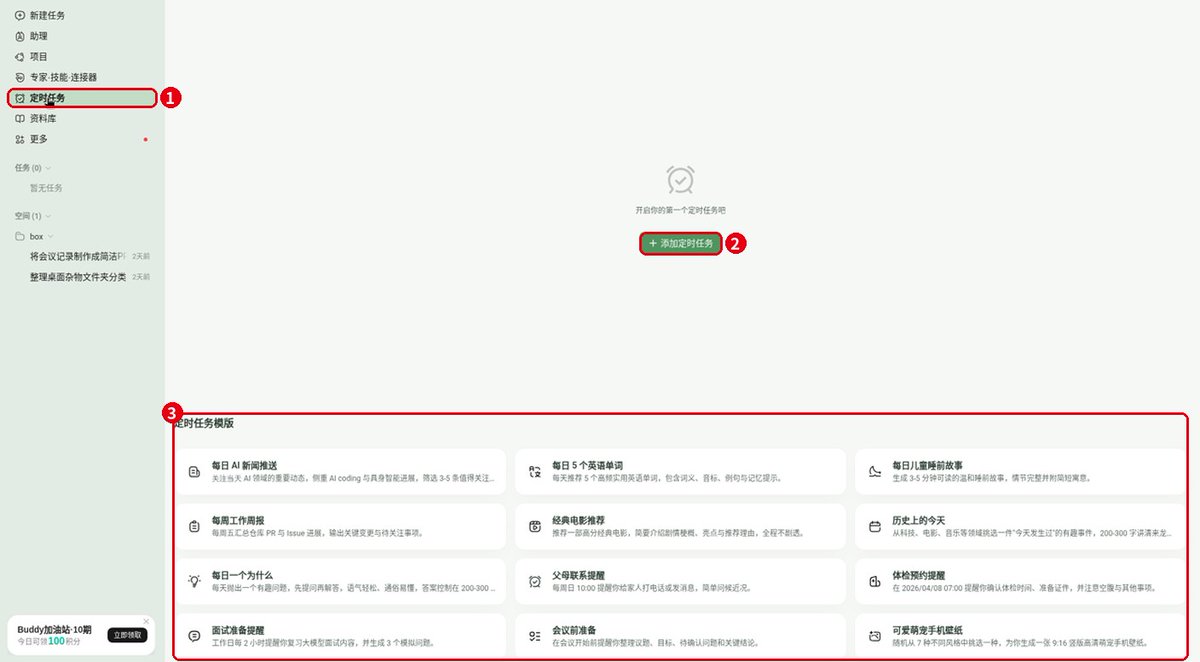 新建任务
助理
项目
专家·技能·连接器
定时任务
1
资料库
更多
任务 (0)
暂无任务
空间 (1)
box
将会议记录制作成简洁P 2天前
整理桌面杂物文件夹分类 2天前
Buddy加油站·10期
今日可领100积分
立即领取
开启你的第一个定时任务吧
+ 添加定时任务
2
3
定时任务模版
每日 AI 新闻推送
关注当天 AI 领域的重要动态，侧重 AI coding 与具身智能进展，筛选 3-5 条值得关注...
每日 5 个英语单词
每天推荐 5 个高频实用英语单词，包含词义、音标、例句与记忆提示。
每日儿童睡前故事
生成 3-5 分钟可读的温和睡前故事，情节完整并附简短寓意。
每周工作周报
每周五汇总仓库 PR 与 Issue 进展，输出关键变更与待关注事项。
经典电影推荐
推荐一部高分经典电影，简要介绍剧情梗概、亮点与推荐理由，全程不剧透。
历史上的今天
从科技、电影、音乐等领域挑选一件“今天发生过”的有趣事件，200-300 字讲清来龙...
每日一个为什么
每天抛出一个有趣问题，先提问再解答，语气轻松、通俗易懂，答案控制在 200-300 ...
父母联系提醒
每周日 10:00 提醒你给家人打电话或发消息，简单问候近况。
体检预约提醒
在 2026/04/08 07:00 提醒你确认体检时间、准备证件，并注意空腹与其他事项。
面试准备提醒
工作日每 2 小时提醒你复习大模型面试内容，并生成 3 个模拟问题。
会议前准备
在会议开始前提醒你整理议题、目标、待确认问题和关键结论。
可爱萌宠手机壁纸
随机从 7 种不同风格中挑选一种，为你生成一张 9:16 竖版高清萌宠手机壁纸。